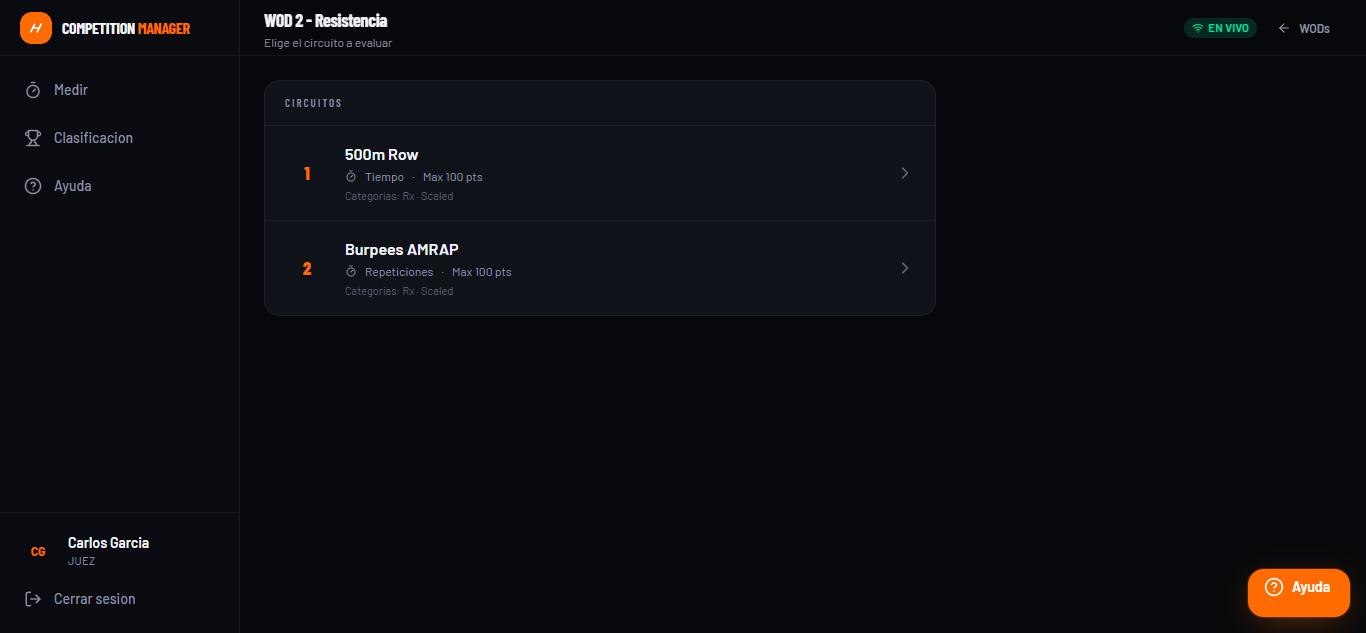 COMPETITION MANAGER
Medir
Clasificacion
Ayuda
Carlos Garcia
CG
JUEZ
Cerrar sesion
WOD 2 - Resistencia
Elige el circuito a evaluar
EN VIVO
WODs
CIRCUITOS
1
500m Row
Tiempo · Max 100 pts
Categorias: Rx · Scaled
2
Burpees AMRAP
Repeticiones · Max 100 pts
Categorias: Rx · Scaled
Ayuda